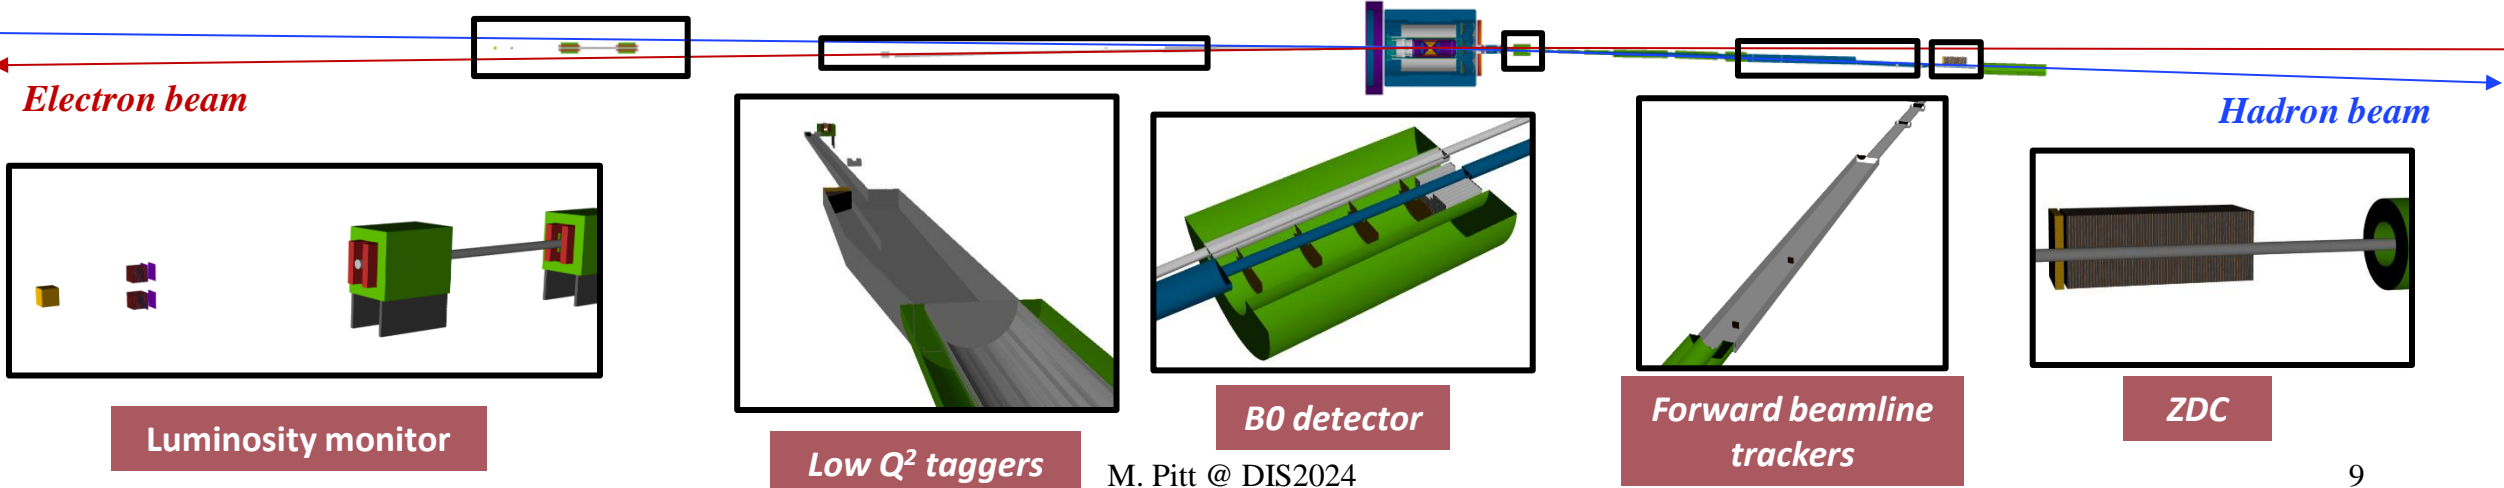 Electron beam
Hadron beam
Luminosity monitor
Low Q² taggers
B0 detector
Forward beamline
trackers
ZDC
M. Pitt @ DIS2024
9